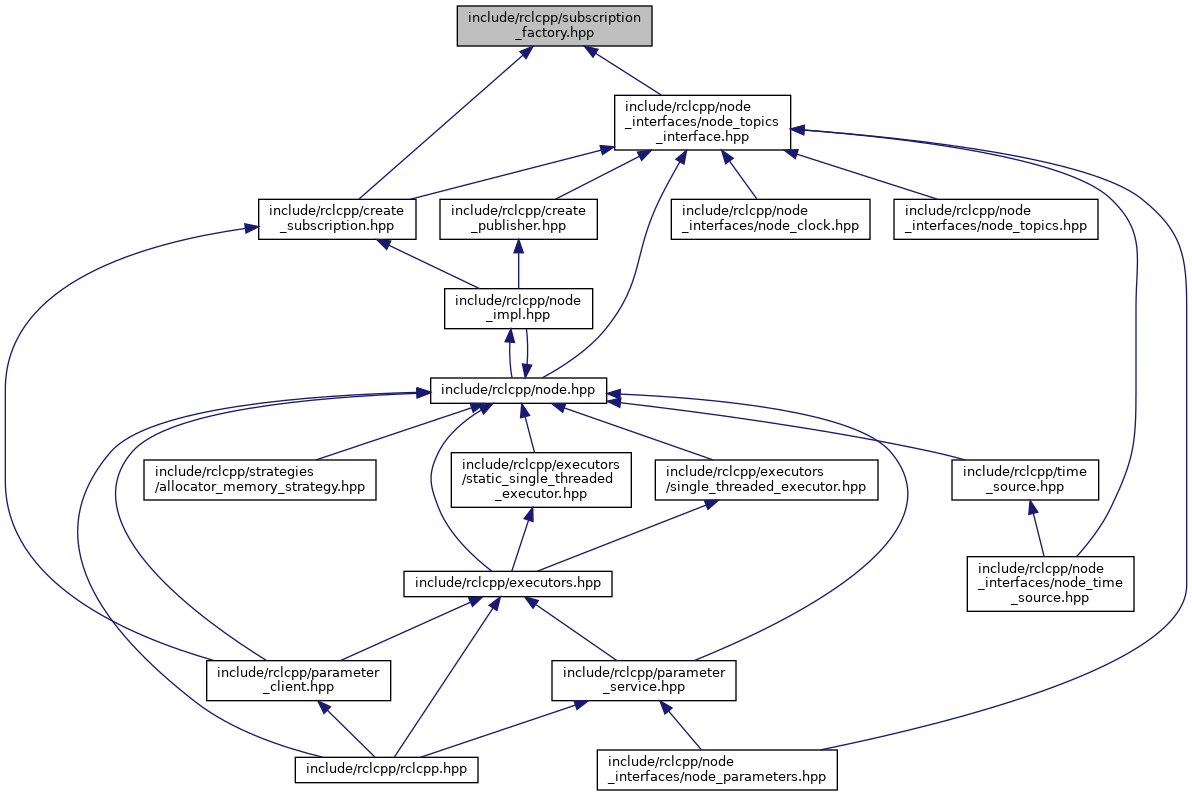 include/rclcpp/subscription
_factory.hpp
include/rclcpp/node
_interfaces/node_topics
_interface.hpp
include/rclcpp/create
_subscription.hpp
include/rclcpp/create
_publisher.hpp
include/rclcpp/node
_interfaces/node_clock.hpp
include/rclcpp/node
_interfaces/node_topics.hpp
include/rclcpp/node
_impl.hpp
include/rclcpp/node.hpp
include/rclcpp/strategies
/allocator_memory_strategy.hpp
include/rclcpp/executors
/static_single_threaded
_executor.hpp
include/rclcpp/executors
/single_threaded_executor.hpp
include/rclcpp/time
_source.hpp
include/rclcpp/executors.hpp
include/rclcpp/node
_interfaces/node_time
_source.hpp
include/rclcpp/parameter
_client.hpp
include/rclcpp/parameter
_service.hpp
include/rclcpp/rclcpp.hpp
include/rclcpp/node
_interfaces/node_parameters.hpp